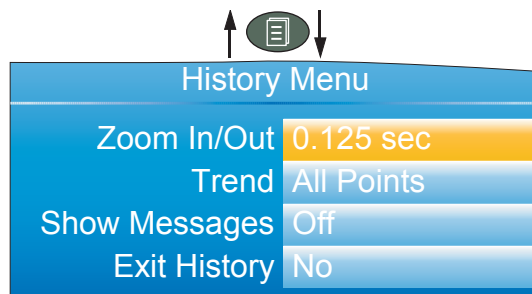 History Menu
Zoom In/Out 0.125 sec
Trend All Points
Show Messages Off
Exit History No